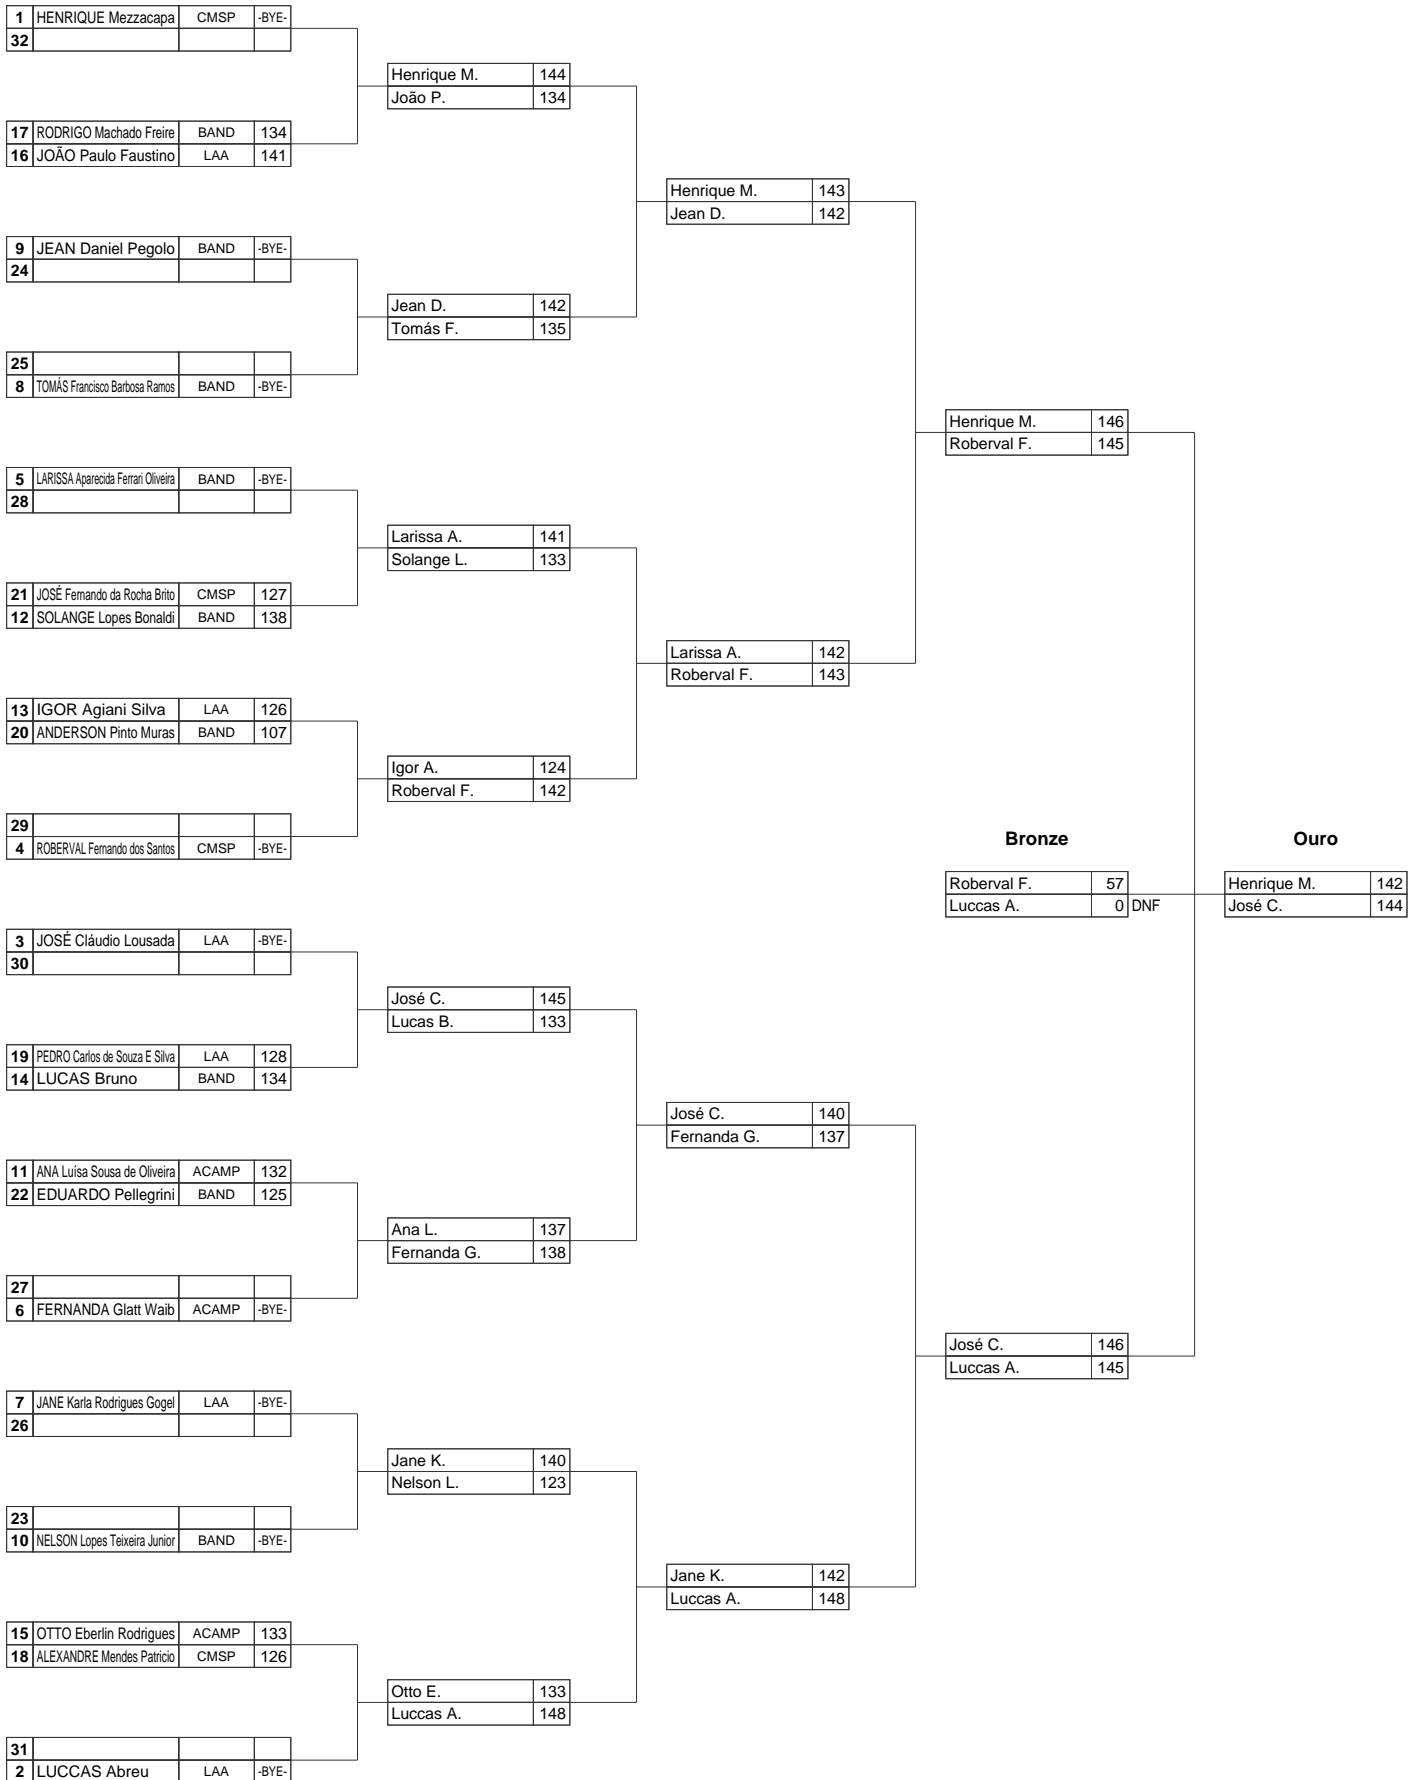 1 HENRIQUE Mezzacapa CMSP -BYE-
32
Henrique M. 144
João P. 134
17 RODRIGO Machado Freire BAND 134
16 JOÃO Paulo Faustino LAA 141
Henrique M. 143
Jean D. 142
9 JEAN Daniel Pegolo BAND -BYE-
24
Jean D. 142
Tomás F. 135
25
8 TOMÁS Francisco Barbosa Ramos BAND -BYE-
Henrique M. 146
Roberval F. 145
5 LARISSA Aparecida Ferrari Oliveira BAND -BYE-
28
Larissa A. 141
Solange L. 133
21 JOSÉ Fernando da Rocha Brito CMSP 127
12 SOLANGE Lopes Bonaldi BAND 138
Larissa A. 142
Roberval F. 143
13 IGOR Agiani Silva LAA 126
20 ANDERSON Pinto Muras BAND 107
Igor A. 124
Roberval F. 142
29
4 ROBERVAL Fernando dos Santos CMSP -BYE-
Bronze Ouro
Roberval F. 57 Henrique M. 142
Luccas A. 0 DNF José C. 144
3 JOSÉ Cláudio Lousada LAA -BYE-
30
José C. 145
Lucas B. 133
19 PEDRO Carlos de Souza E Silva LAA 128
14 LUCAS Bruno BAND 134
José C. 140
Fernanda G. 137
11 ANA Luísa Sousa de Oliveira ACAMP 132
22 EDUARDO Pellegrini BAND 125
Ana L. 137
Fernanda G. 138
27
6 FERNANDA Glatt Waib ACAMP -BYE-
José C. 146
Luccas A. 145
7 JANE Karla Rodrigues Gogel LAA -BYE-
26
Jane K. 140
Nelson L. 123
23
10 NELSON Lopes Teixeira Junior BAND -BYE-
Jane K. 142
Luccas A. 148
15 OTTO Eberlin Rodrigues ACAMP 133
18 ALEXANDRE Mendes Patricio CMSP 126
Otto E. 133
Luccas A. 148
31
2 LUCCAS Abreu LAA -BYE-